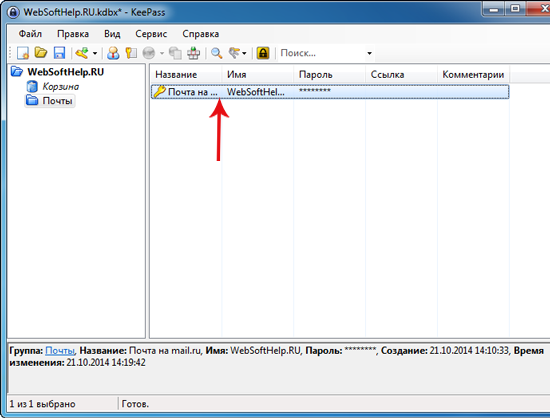 WebSoftHelp.RU.kdbx* - KeePass
Файл Правка Вид Сервис Справка
Поиск...
WebSoftHelp.RU
Корзина
Почты
Название Имя Пароль Ссылка Комментарии
Почта на ... WebSoftHel... ********
Группа: Почты, Название: Почта на mail.ru, Имя: WebSoftHelp.RU, Пароль: ********, Создание: 21.10.2014 14:10:33, Время
изменения: 21.10.2014 14:19:42
1 из 1 выбрано Готов.